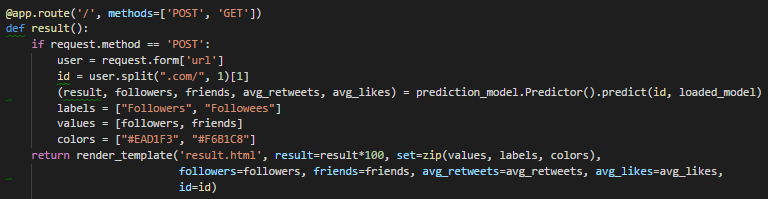 @app.route('/', methods=['POST', 'GET'])
def result():
    if request.method == 'POST':
        user = request.form['url']
        id = user.split(".com/", 1)[1]
        (result, followers, friends, avg_retweets, avg_likes) = prediction_model.Predictor().predict(id, loaded_model)
        labels = ["Followers", "Followees"]
        values = [followers, friends]
        colors = ["#EAD1F3", "#F6B1C8"]
    return render_template('result.html', result=result*100, set=zip(values, labels, colors),
                           followers=followers, friends=friends, avg_retweets=avg_retweets, avg_likes=avg_likes,
                           id=id)